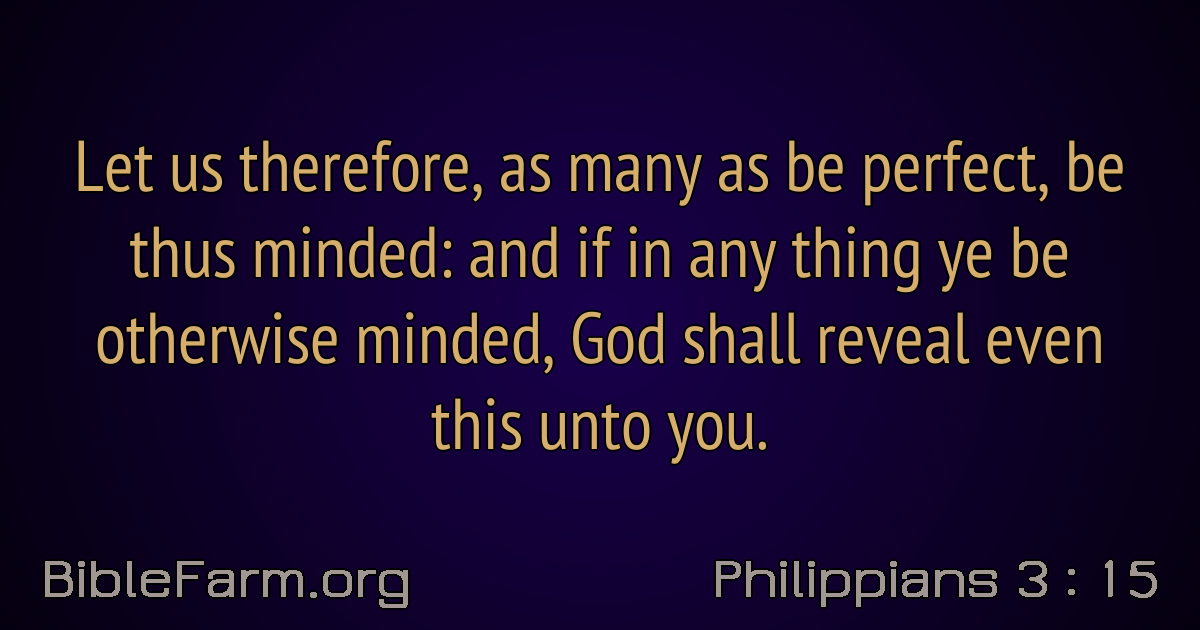 Let us therefore, as many as be perfect, be
thus minded: and if in any thing ye be
otherwise minded, God shall reveal even
this unto you.
BibleFarm.org
Philippians 3 : 15